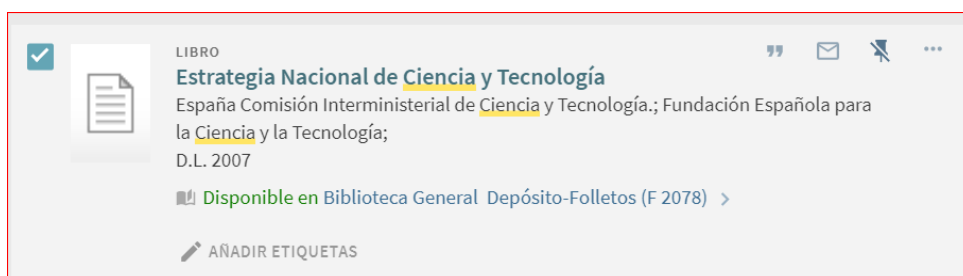 LIBRO
Estrategia Nacional de Ciencia y Tecnología
España Comisión Interministerial de Ciencia y Tecnología.; Fundación Española para
la Ciencia y la Tecnología;
D.L. 2007
Disponible en Biblioteca General Depósito-Folletos (F 2078)
AÑADIR ETIQUETAS